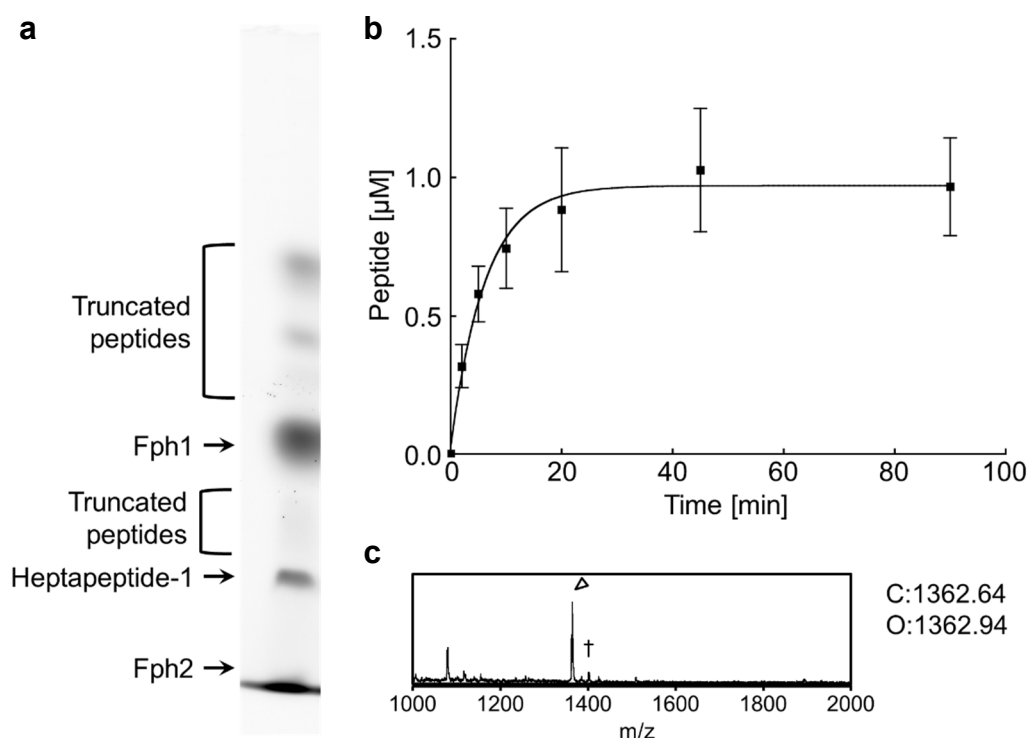 a
Truncated
peptides
Fph1
Truncated
peptides
Heptapeptide-1
Fph2
b
1.5
1.0
0.5
0.0
Peptide [µM]
0 20 40 60 80 100
Time [min]
c
†
C:1362.64
O:1362.94
1000 1200 1400 1600 1800 2000
m/z